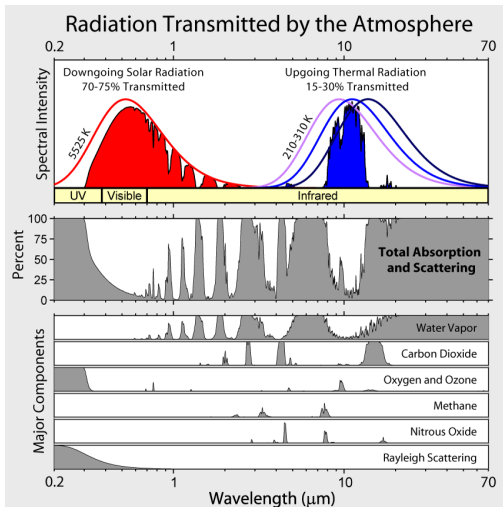 Radiation Transmitted by the Atmosphere
0.2 1 10 70
Spectral Intensity
Downgoing Solar Radiation
70-75% Transmitted
Upgoing Thermal Radiation
15-30% Transmitted
5525 K
210-310 K
UV Visible Infrared
Percent
100
75
50
25
0
Total Absorption
and Scattering
Major Components
Water Vapor
Carbon Dioxide
Oxygen and Ozone
Methane
Nitrous Oxide
Rayleigh Scattering
0.2 1 10 70
Wavelength (μm)